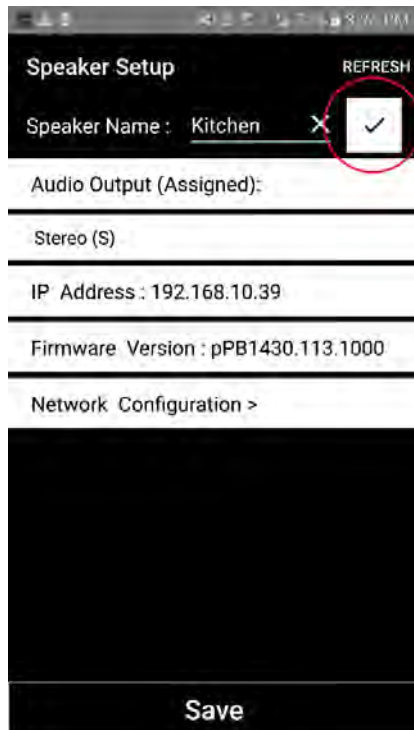 Speaker Setup
REFRESH
Speaker Name : Kitchen
Audio Output (Assigned):
Stereo (S)
IP Address : 192.168.10.39
Firmware Version : pPB1430.113.1000
Network Configuration >
Save